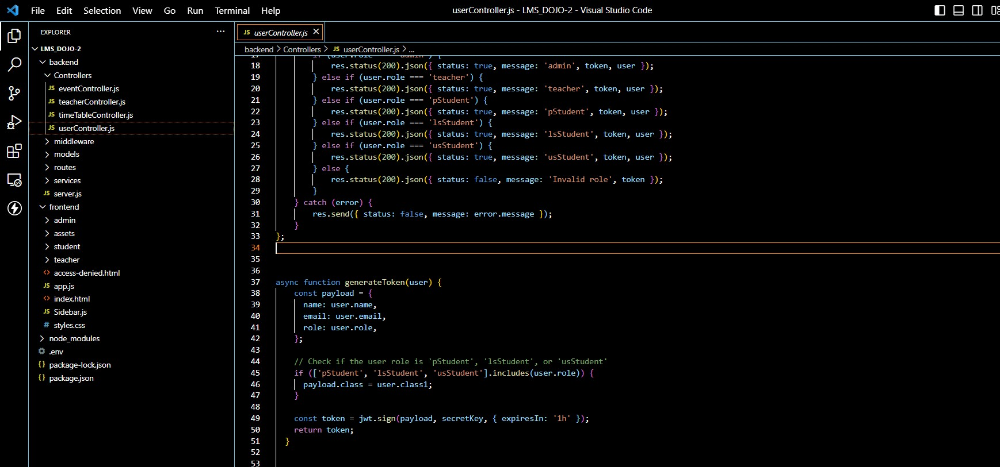 File Edit Selection View Go Run Terminal Help
userController.js - LMS_DOJO-2 - Visual Studio Code
EXPLORER
LMS_DOJO-2
backend
Controllers
JS eventController.js
JS teacherController.js
JS timeTableController.js
JS userController.js
middleware
models
routes
services
JS server.js
frontend
admin
assets
student
teacher
<> access-denied.html
JS app.js
<> index.html
JS Sidebar.js
# styles.css
node_modules
.env
{} package-lock.json
{} package.json
JS userController.js
backend > Controllers > JS userController.js > ...
18 res.status(200).json({ status: true, message: 'admin', token, user });
19 } else if (user.role === 'teacher') {
20 res.status(200).json({ status: true, message: 'teacher', token, user });
21 } else if (user.role === 'pStudent') {
22 res.status(200).json({ status: true, message: 'pStudent', token, user });
23 } else if (user.role === 'lsStudent') {
24 res.status(200).json({ status: true, message: 'lsStudent', token, user });
25 } else if (user.role === 'usStudent') {
26 res.status(200).json({ status: true, message: 'usStudent', token, user });
27 } else {
28 res.status(200).json({ status: false, message: 'Invalid role', token });
29 }
30 } catch (error) {
31 res.send({ status: false, message: error.message });
32 }
33 };
34
35
36
37 async function generateToken(user) {
38 const payload = {
39 name: user.name,
40 email: user.email,
41 role: user.role,
42 };
43
44 // Check if the user role is 'pStudent', 'lsStudent', or 'usStudent'
45 if (['pStudent', 'lsStudent', 'usStudent'].includes(user.role)) {
46 payload.class = user.class1;
47 }
48
49 const token = jwt.sign(payload, secretKey, { expiresIn: '1h' });
50 return token;
51 }
52
53